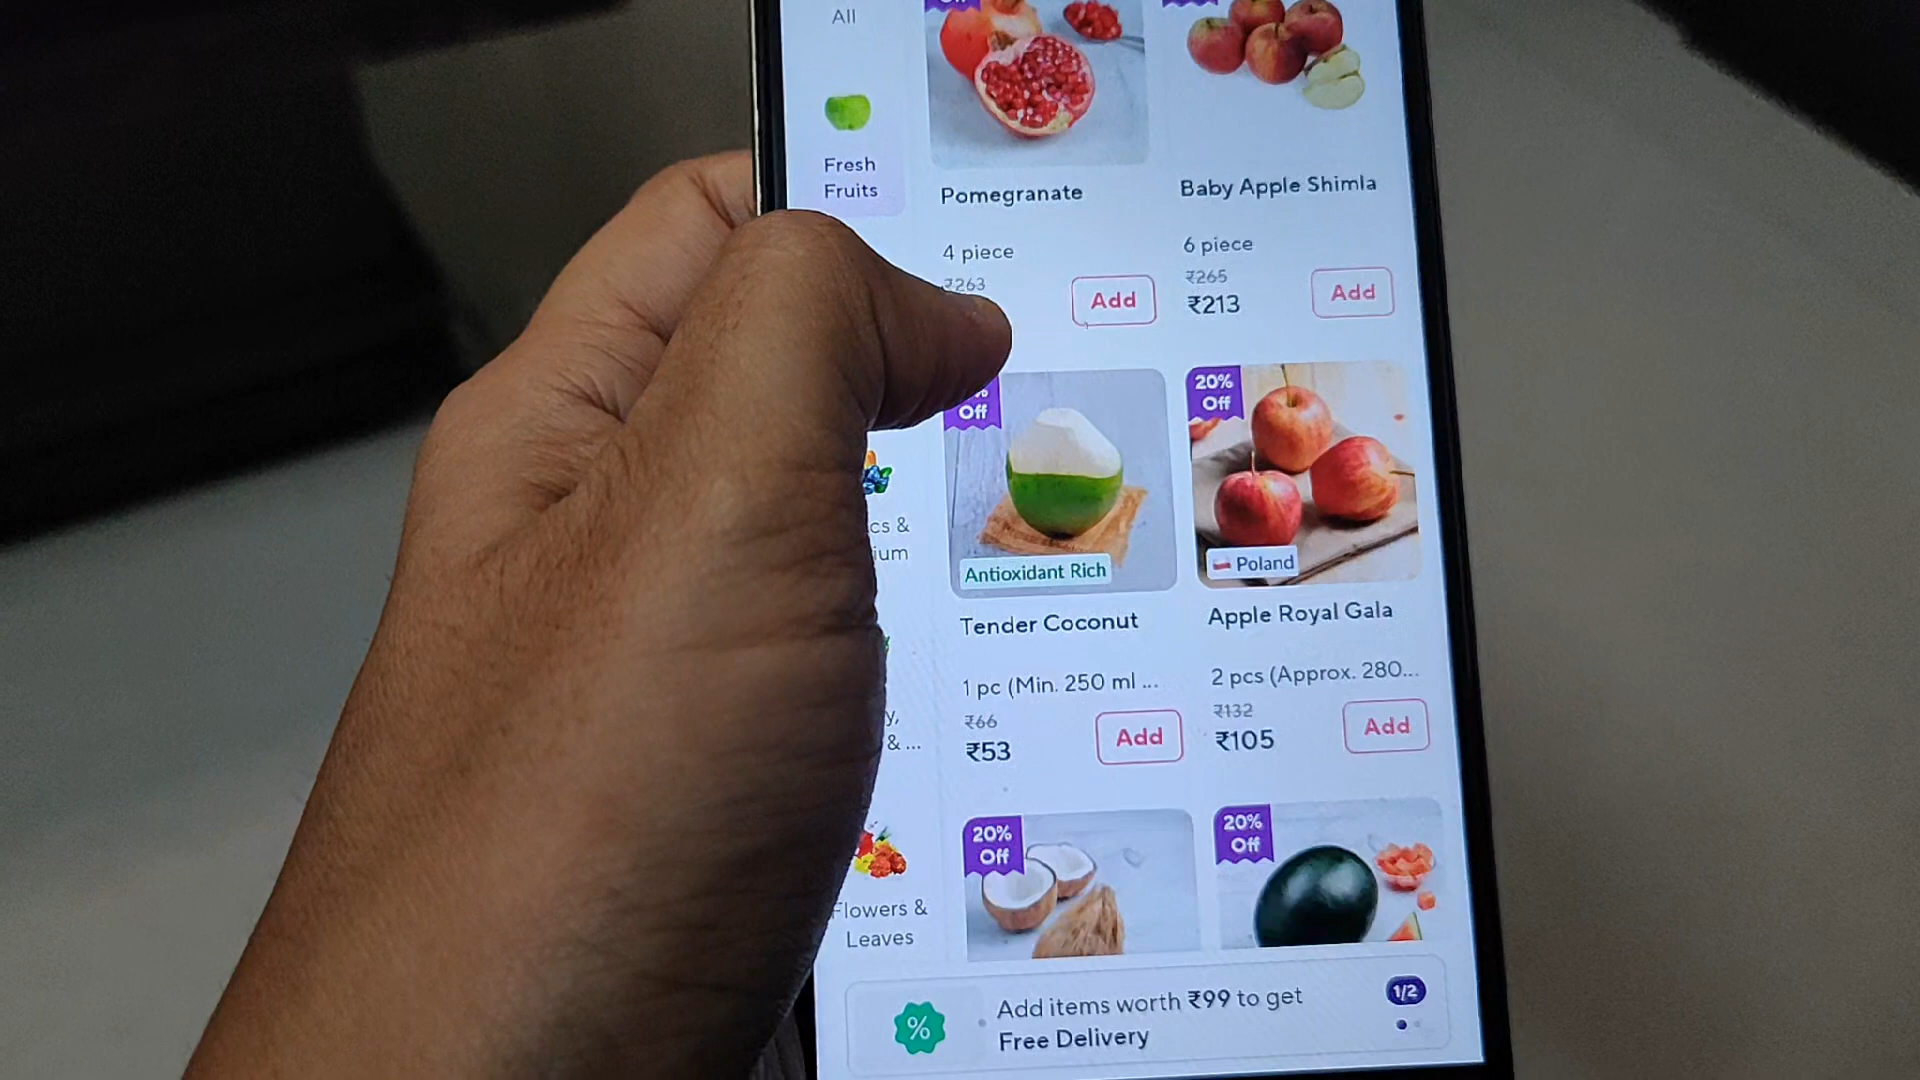 All
Fresh
Fruits
Pomegranate
4 piece
₹263
Add
Baby Apple Shimla
6 piece
₹265
₹213
Add
Off
Antioxidant Rich
Tender Coconut
1 pc (Min. 250 ml ...
₹66
₹53
Add
20%
Off
Poland
Apple Royal Gala
2 pcs (Approx. 280...
₹132
₹105
Add
& ...
Flowers &
Leaves
20%
Off
20%
Off
%
Add items worth ₹99 to get
Free Delivery
1/2